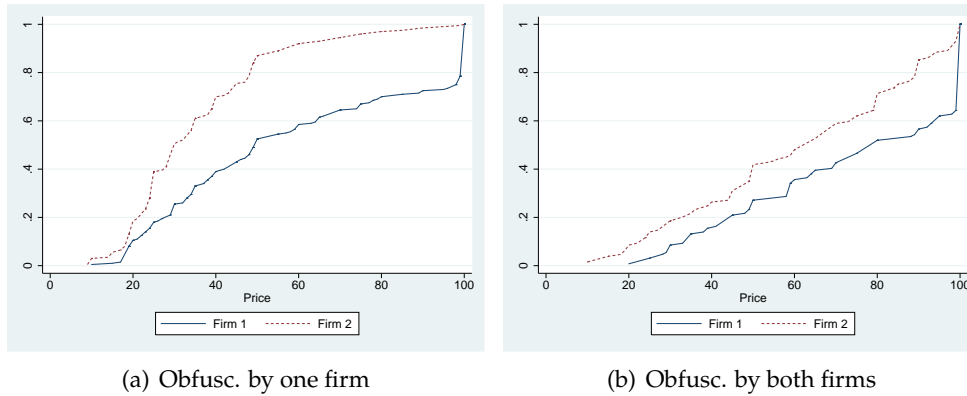 0 .2 .4 .6 .8 1
0 20 40 60 80 100
Price
Firm 1 Firm 2
(a) Obfusc. by one firm
0 .2 .4 .6 .8 1
0 20 40 60 80 100
Price
Firm 1 Firm 2
(b) Obfusc. by both firms